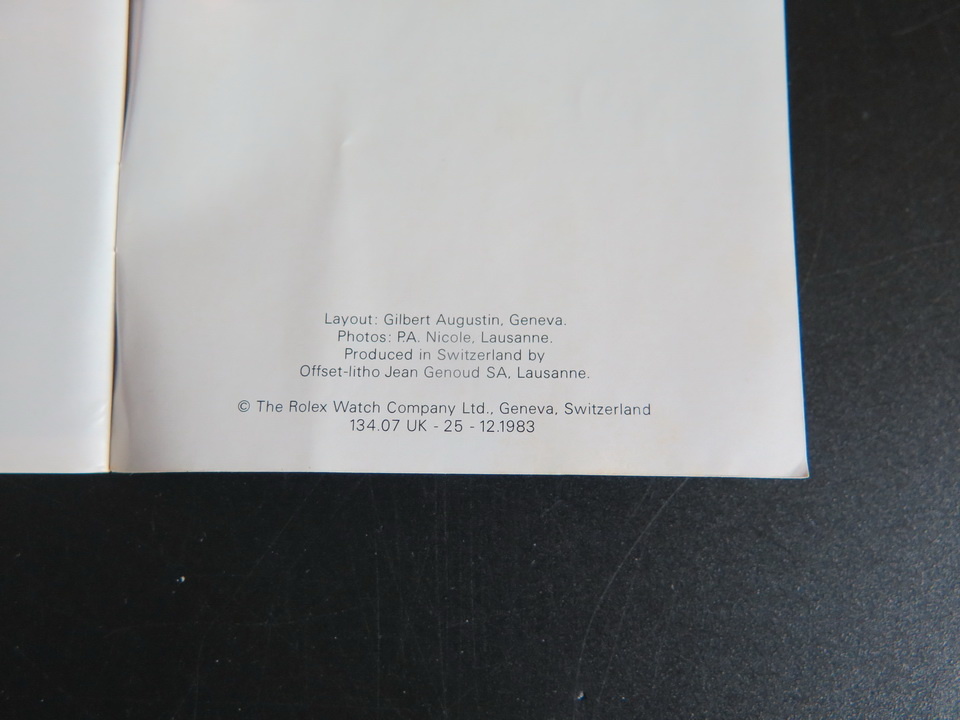 Layout: Gilbert Augustin, Geneva.
Photos: P.A. Nicole, Lausanne.
Produced in Switzerland by
Offset-litho Jean Genoud SA, Lausanne.
© The Rolex Watch Company Ltd., Geneva, Switzerland
134.07 UK - 25 - 12.1983